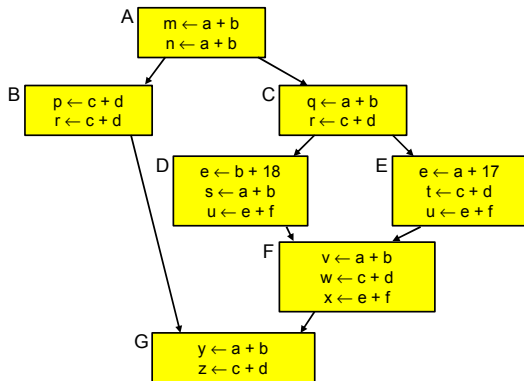 A
m ← a + b
n ← a + b
B
p ← c + d
r ← c + d
C
q ← a + b
r ← c + d
D
e ← b + 18
s ← a + b
u ← e + f
E
e ← a + 17
t ← c + d
u ← e + f
F
v ← a + b
w ← c + d
x ← e + f
G
y ← a + b
z ← c + d